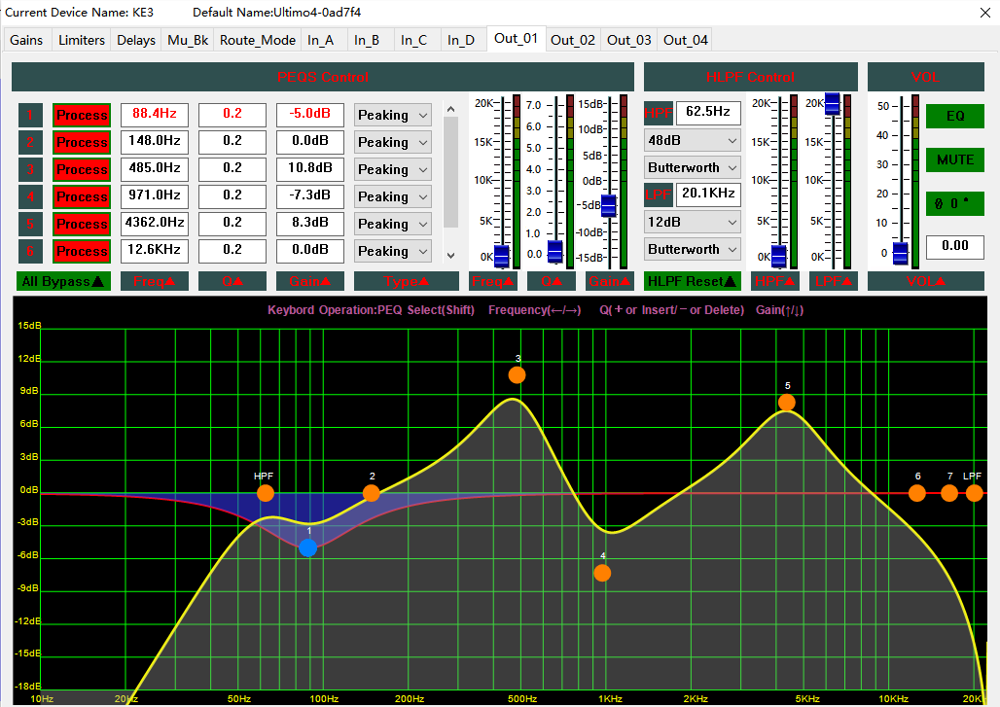 Current Device Name: KE3 Default Name:Ultimo4-0ad7f4
Gains Limiters Delays Mu_Bk Route_Mode In_A In_B In_C In_D Out_01 Out_02 Out_03 Out_04
PEQS Control HLPF Control VOL
1 Process 88.4Hz 0.2 -5.0dB Peaking
2 Process 148.0Hz 0.2 0.0dB Peaking
3 Process 485.0Hz 0.2 10.8dB Peaking
4 Process 971.0Hz 0.2 -7.3dB Peaking
5 Process 4362.0Hz 0.2 8.3dB Peaking
6 Process 12.6KHz 0.2 0.0dB Peaking
20K 15K 10K 5K 0K
7.0 6.0 5.0 4.0 3.0 2.0 1.0 0.0
15dB 10dB 5dB 0dB -5dB -10dB -15dB
HPF 62.5Hz
48dB
Butterworth
LPF 20.1KHz
12dB
Butterworth
20K 15K 10K 5K 0K
20K 15K 10K 5K 0K
50 40 30 20 10 0
EQ
MUTE
Ø 0 °
0.00
All Bypass▲ Freq▲ Q▲ Gain▲ Type▲ Freq▲ Q▲ Gain▲ HLPF Reset▲ HPF▲ LPF▲ VOL▲
Keybord Operation:PEQ Select(Shift) Frequency(←/→) Q(+or Insert/−or Delete) Gain(↑/↓)
15dB
12dB
9dB
6dB
3dB
0dB
-3dB
-6dB
-9dB
-12dB
-15dB
-18dB
HPF 1 2 3 4 5 6 7 LPF
10Hz 20Hz 50Hz 100Hz 200Hz 500Hz 1KHz 2KHz 5KHz 10KHz 20KHz